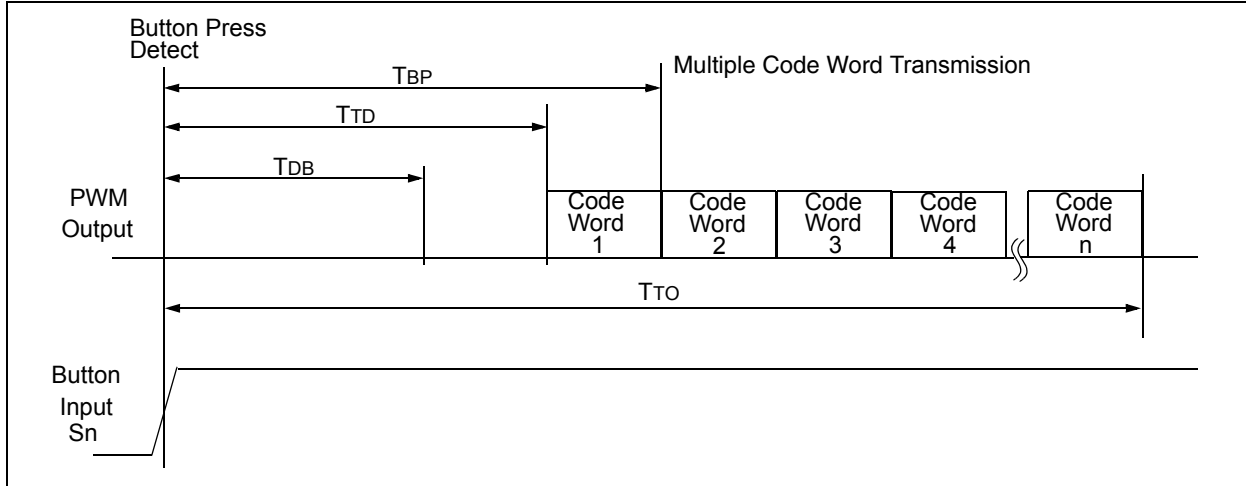 Button Press
Detect
TBP
Multiple Code Word Transmission
TTD
TDB
PWM
Output
Code
Word
1
Code
Word
2
Code
Word
3
Code
Word
4
Code
Word
n
TTO
Button
Input
Sn